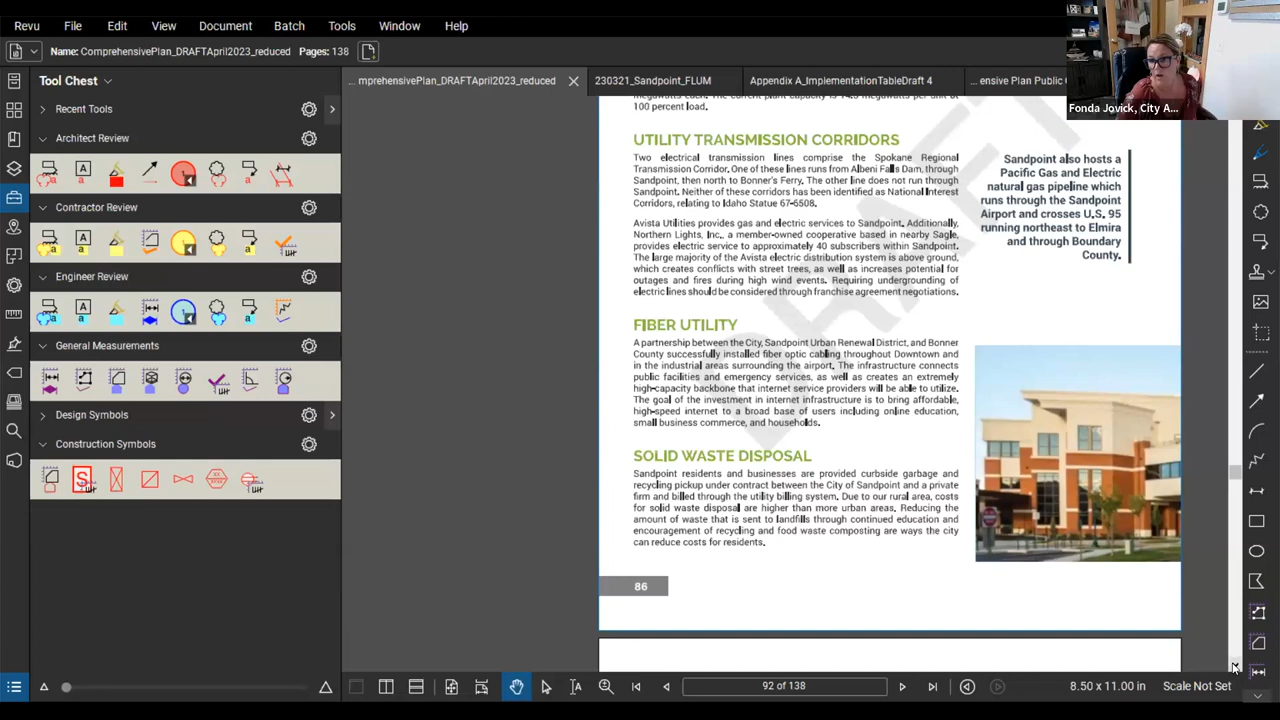 Revu File Edit View Document Batch Tools Window Help
Name: ComprehensivePlan_DRAFTApril2023_reduced Pages: 138
Tool Chest
Recent Tools
Architect Review
Contractor Review
Engineer Review
General Measurements
Design Symbols
Construction Symbols
... mprehensivePlan_DRAFTApril2023_reduced
230321_Sandpoint_FLUM
Appendix A_ImplementationTableDraft 4
... ensive Plan Public
Fonda Jovick, City A...
100 percent load.
UTILITY TRANSMISSION CORRIDORS
Two electrical transmission lines comprise the Spokane Regional
Transmission Corridor. One of these lines runs from Albeni Falls Dam, through
Sandpoint, then north to Bonner's Ferry. The other line does not run through
Sandpoint. Neither of these corridors has been identified as National Interest
Corridors, relating to Idaho Statue 67-6508.
Avista Utilities provides gas and electric services to Sandpoint. Additionally,
Northern Lights, Inc., a member-owned cooperative based in nearby Sagle,
provides electric service to approximately 40 subscribers within Sandpoint.
The large majority of the Avista electric distribution system is above ground,
which creates conflicts with street trees, as well as increases potential for
outages and fires during high wind events. Requiring undergrounding of
electric lines should be considered through franchise agreement negotiations.
Sandpoint also hosts a
Pacific Gas and Electric
natural gas pipeline which
runs through the Sandpoint
Airport and crosses U.S. 95
running northeast to Elmira
and through Boundary
County.
FIBER UTILITY
A partnership between the City, Sandpoint Urban Renewal District, and Bonner
County successfully installed fiber optic cabling throughout Downtown and
in the industrial areas surrounding the airport. The infrastructure connects
public facilities and emergency services, as well as creates an extremely
high-capacity backbone that internet service providers will be able to utilize.
The goal of the investment in internet infrastructure is to bring affordable,
high-speed internet to a broad base of users including online education,
small business commerce, and households.
SOLID WASTE DISPOSAL
Sandpoint residents and businesses are provided curbside garbage and
recycling pickup under contract between the City of Sandpoint and a private
firm and billed through the utility billing system. Due to our rural area, costs
for solid waste disposal are higher than more urban areas. Reducing the
amount of waste that is sent to landfills through continued education and
encouragement of recycling and food waste composting are ways the city
can reduce costs for residents.
DRAFT
86
92 of 138
8.50 x 11.00 in
Scale Not Set